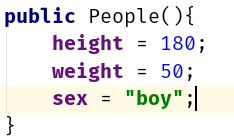 public People(){
    height = 180;
    weight = 50;
    sex = "boy";
}